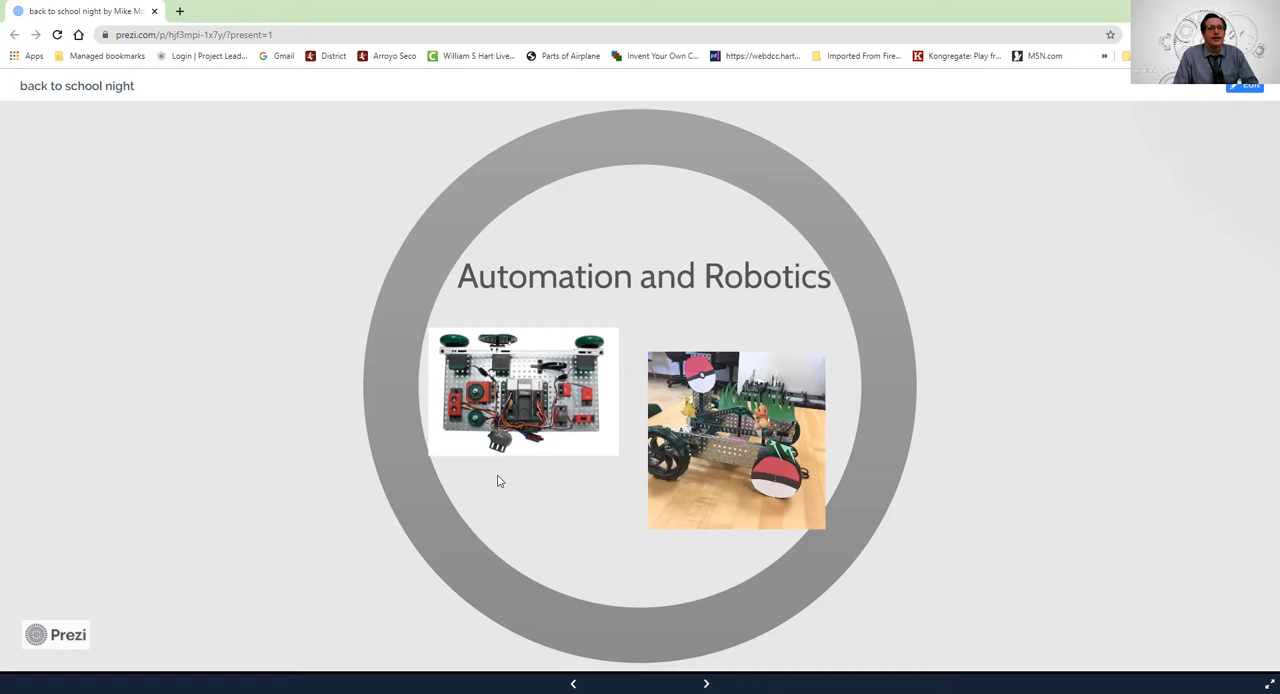 back to school night by Mike Mc
prezi.com/p/hjf3mpi-1x7y/?present=1
Apps Managed bookmarks Login | Project Lead... Gmail District Arroyo Seco William S Hart Live... Parts of Airplane Invent Your Own C... https://webdcc.hart... Imported From Fire... Kongregate: Play fr... MSN.com »
back to school night
Edit
Automation and Robotics
Prezi